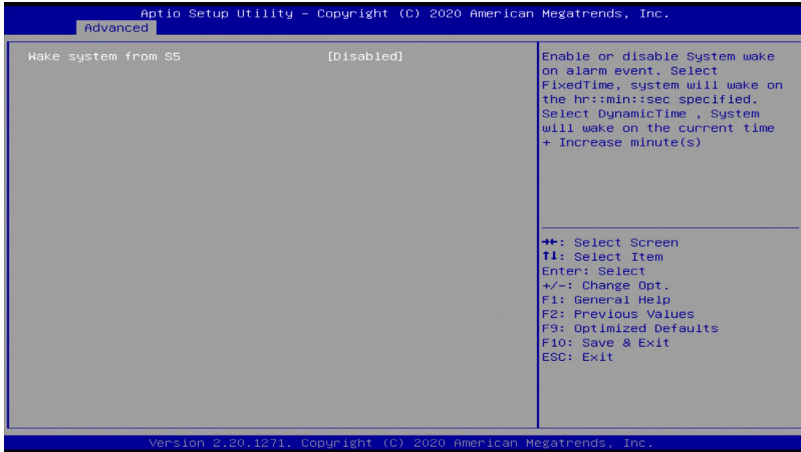 Aptio Setup Utility – Copyright (C) 2020 American Megatrends, Inc.
Advanced
Wake system from S5 [Disabled]
Enable or disable System wake
on alarm event. Select
FixedTime, system will wake on
the hr::min::sec specified.
Select DynamicTime , System
will wake on the current time
+ Increase minute(s)
→←: Select Screen
↑↓: Select Item
Enter: Select
+/-: Change Opt.
F1: General Help
F2: Previous Values
F9: Optimized Defaults
F10: Save & Exit
ESC: Exit
Version 2.20.1271. Copyright (C) 2020 American Megatrends, Inc.